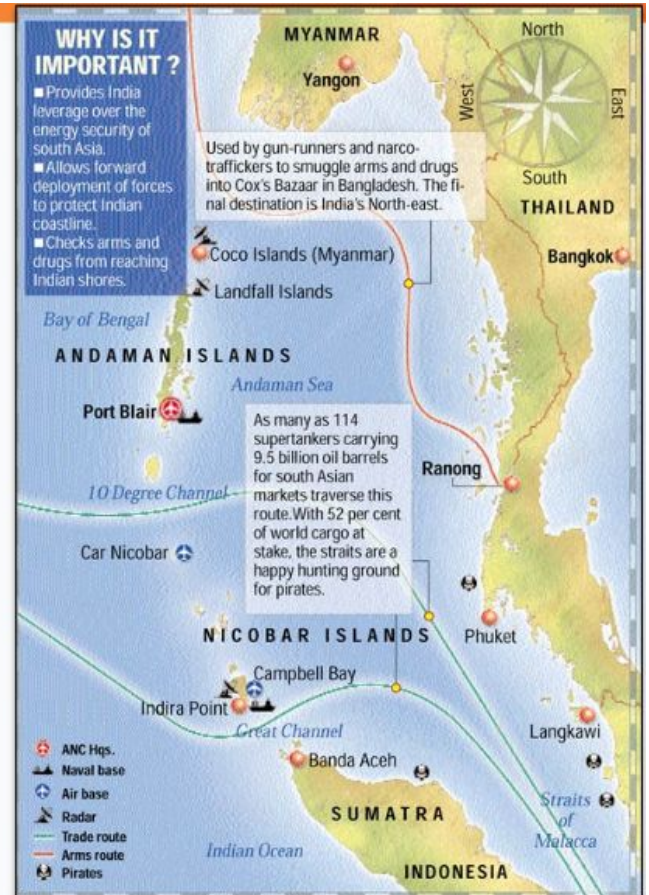 WHY IS IT
IMPORTANT ?
■ Provides India
leverage over the
energy security of
south Asia.
■ Allows forward
deployment of forces
to protect Indian
coastline.
■ Checks arms and
drugs from reaching
Indian shores.
MYANMAR
Yangon
North
West
East
South
Used by gun-runners and narco-
traffickers to smuggle arms and drugs
into Cox's Bazaar in Bangladesh. The fi-
nal destination is India's North-east.
THAILAND
Bangkok
Coco Islands (Myanmar)
Landfall Islands
Bay of Bengal
ANDAMAN ISLANDS
Andaman Sea
Port Blair
As many as 114
supertankers carrying
9.5 billion oil barrels
for south Asian
markets traverse this
route.With 52 per cent
of world cargo at
stake, the straits are a
happy hunting ground
for pirates.
Ranong
10 Degree Channel
Car Nicobar
NICOBAR ISLANDS
Phuket
Campbell Bay
Indira Point
Great Channel
Langkawi
Banda Aceh
Straits
of
Malacca
SUMATRA
Indian Ocean
INDONESIA
ANC Hqs.
Naval base
Air base
Radar
Trade route
Arms route
Pirates